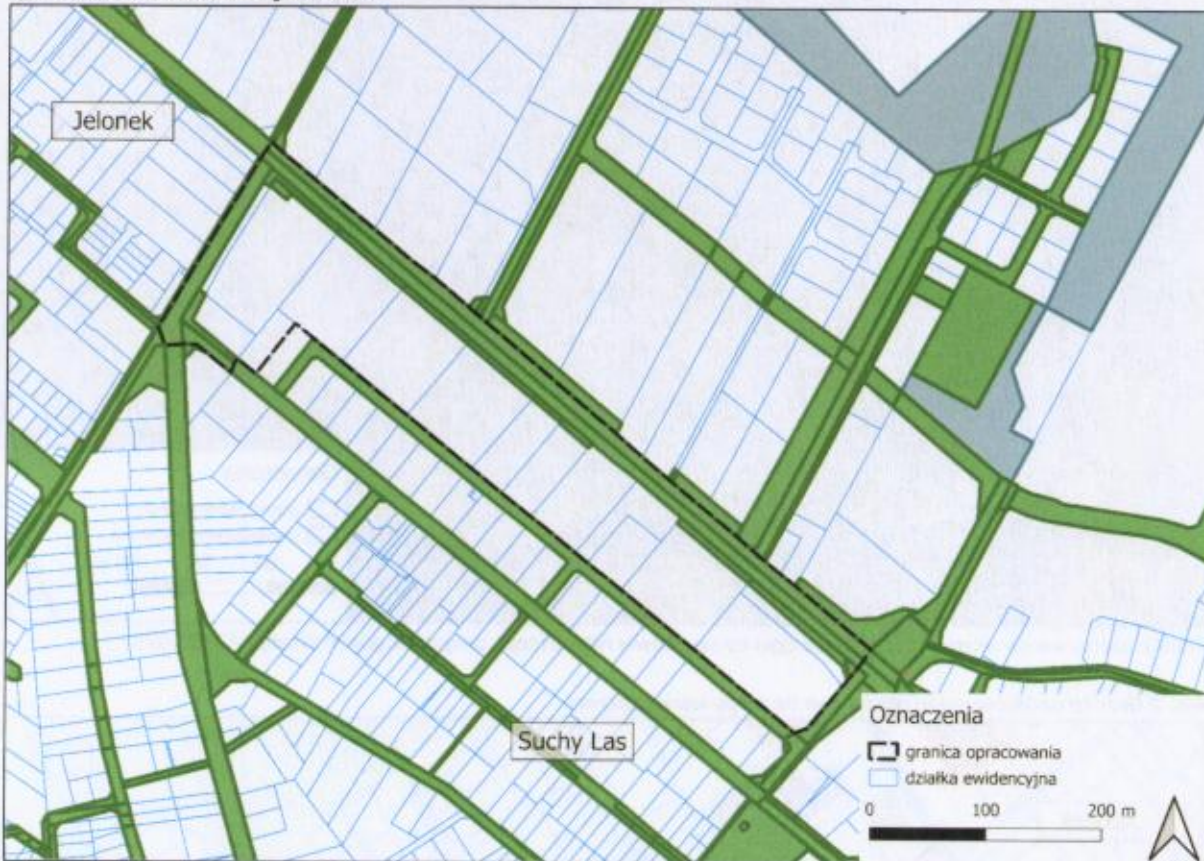 Jelonek
Suchy Las
Oznaczenia
granica opracowania
działka ewidencyjna
0 100 200 m